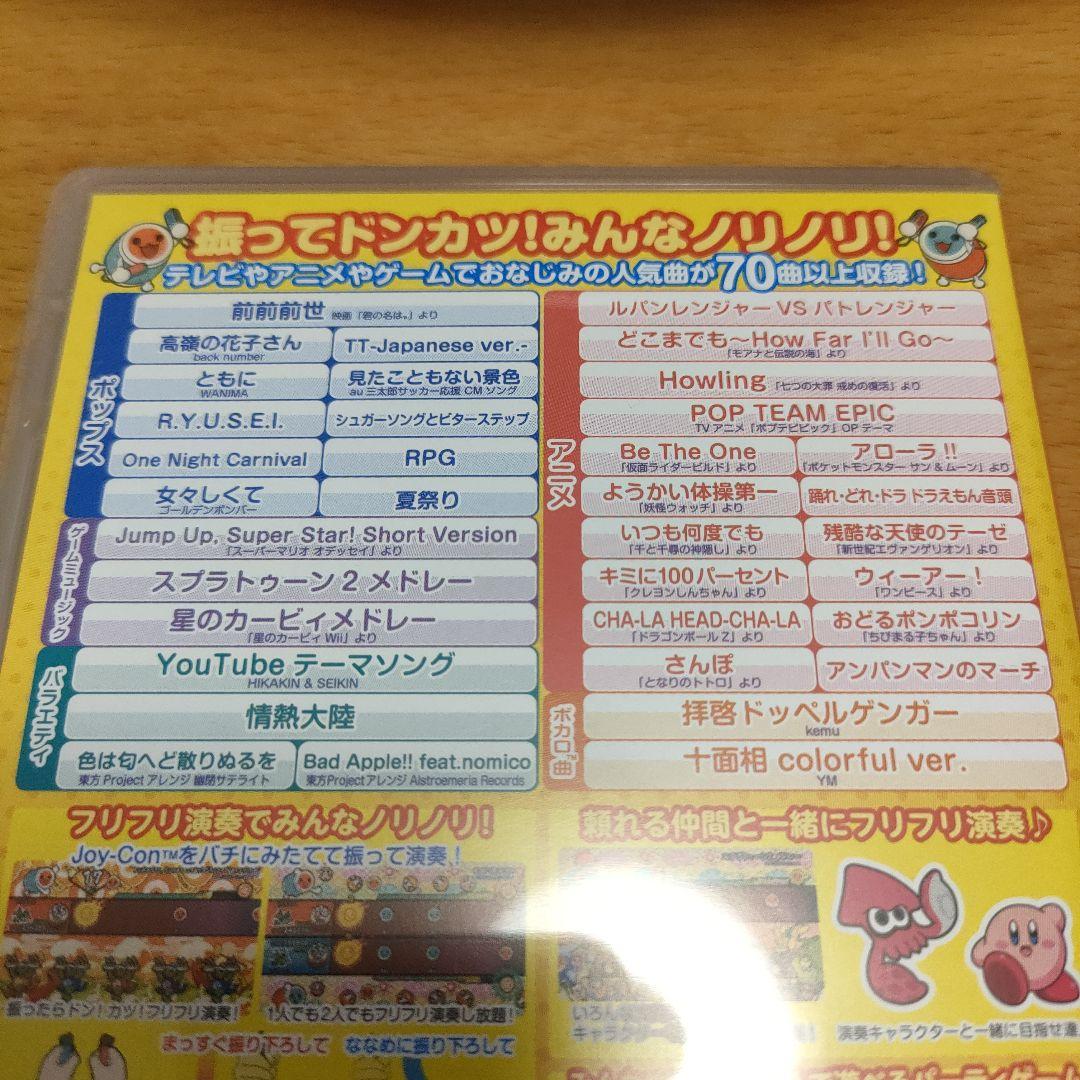 振ってドンカツ!みんなノリノリ!
テレビやアニメやゲームでおなじみの人気曲が70曲以上収録!
ポップス
前前前世 映画「君の名は。」より
高嶺の花子さん
back number
TT-Japanese ver.-
ともに
WANIMA
見たこともない景色
au 三太郎サッカー応援 CM ソング
R.Y.U.S.E.I.
シュガーソングとビターステップ
One Night Carnival
RPG
女々しくて
ゴールデンボンバー
夏祭り
ゲームミュージック
Jump Up, Super Star! Short Version
「スーパーマリオ オデッセイ」より
スプラトゥーン 2 メドレー
星のカービィメドレー
「星のカービィ Wii」より
バラエティ
YouTube テーマソング
HIKAKIN & SEIKIN
情熱大陸
色は匂へど散りぬるを
東方 Project アレンジ 幽閉サテライト
Bad Apple!! feat.nomico
東方Projectアレンジ Alstroemeria Records
アニメ
ルパンレンジャー VS パトレンジャー
どこまでも～How Far I'll Go～
「モアナと伝説の海」より
Howling 「七つの大罪 戒めの復活」より
POP TEAM EPIC
TV アニメ「ポプテピピック」OP テーマ
Be The One
「仮面ライダービルド」より
アローラ!!
「ポケットモンスター サン & ムーン」より
ようかい体操第一
「妖怪ウォッチ」より
踊れ・どれ・ドラ ドラえもん音頭
いつも何度でも
「千と千尋の神隠し」より
残酷な天使のテーゼ
「新世紀エヴァンゲリオン」より
キミに100パーセント
「クレヨンしんちゃん」より
ウィーアー!
「ワンピース」より
CHA-LA HEAD-CHA-LA
「ドラゴンボール Z」より
おどるポンポコリン
「ちびまる子ちゃん」より
さんぽ
「となりのトトロ」より
アンパンマンのマーチ
ボカロ™曲
拝啓ドッペルゲンガー
kemu
十面相 colorful ver.
YM
フリフリ演奏でみんなノリノリ!
Joy-Con™をバチにみたてて振って演奏!
振ったらドン!カツ!フリフリ演奏!
1人でも2人でもフリフリ演奏し放題!
まっすぐ振り下ろして
ななめに振り下ろして
頼れる仲間と一緒にフリフリ演奏♪
いろん
キャラクター
演奏キャラクターと一緒に目指せ達